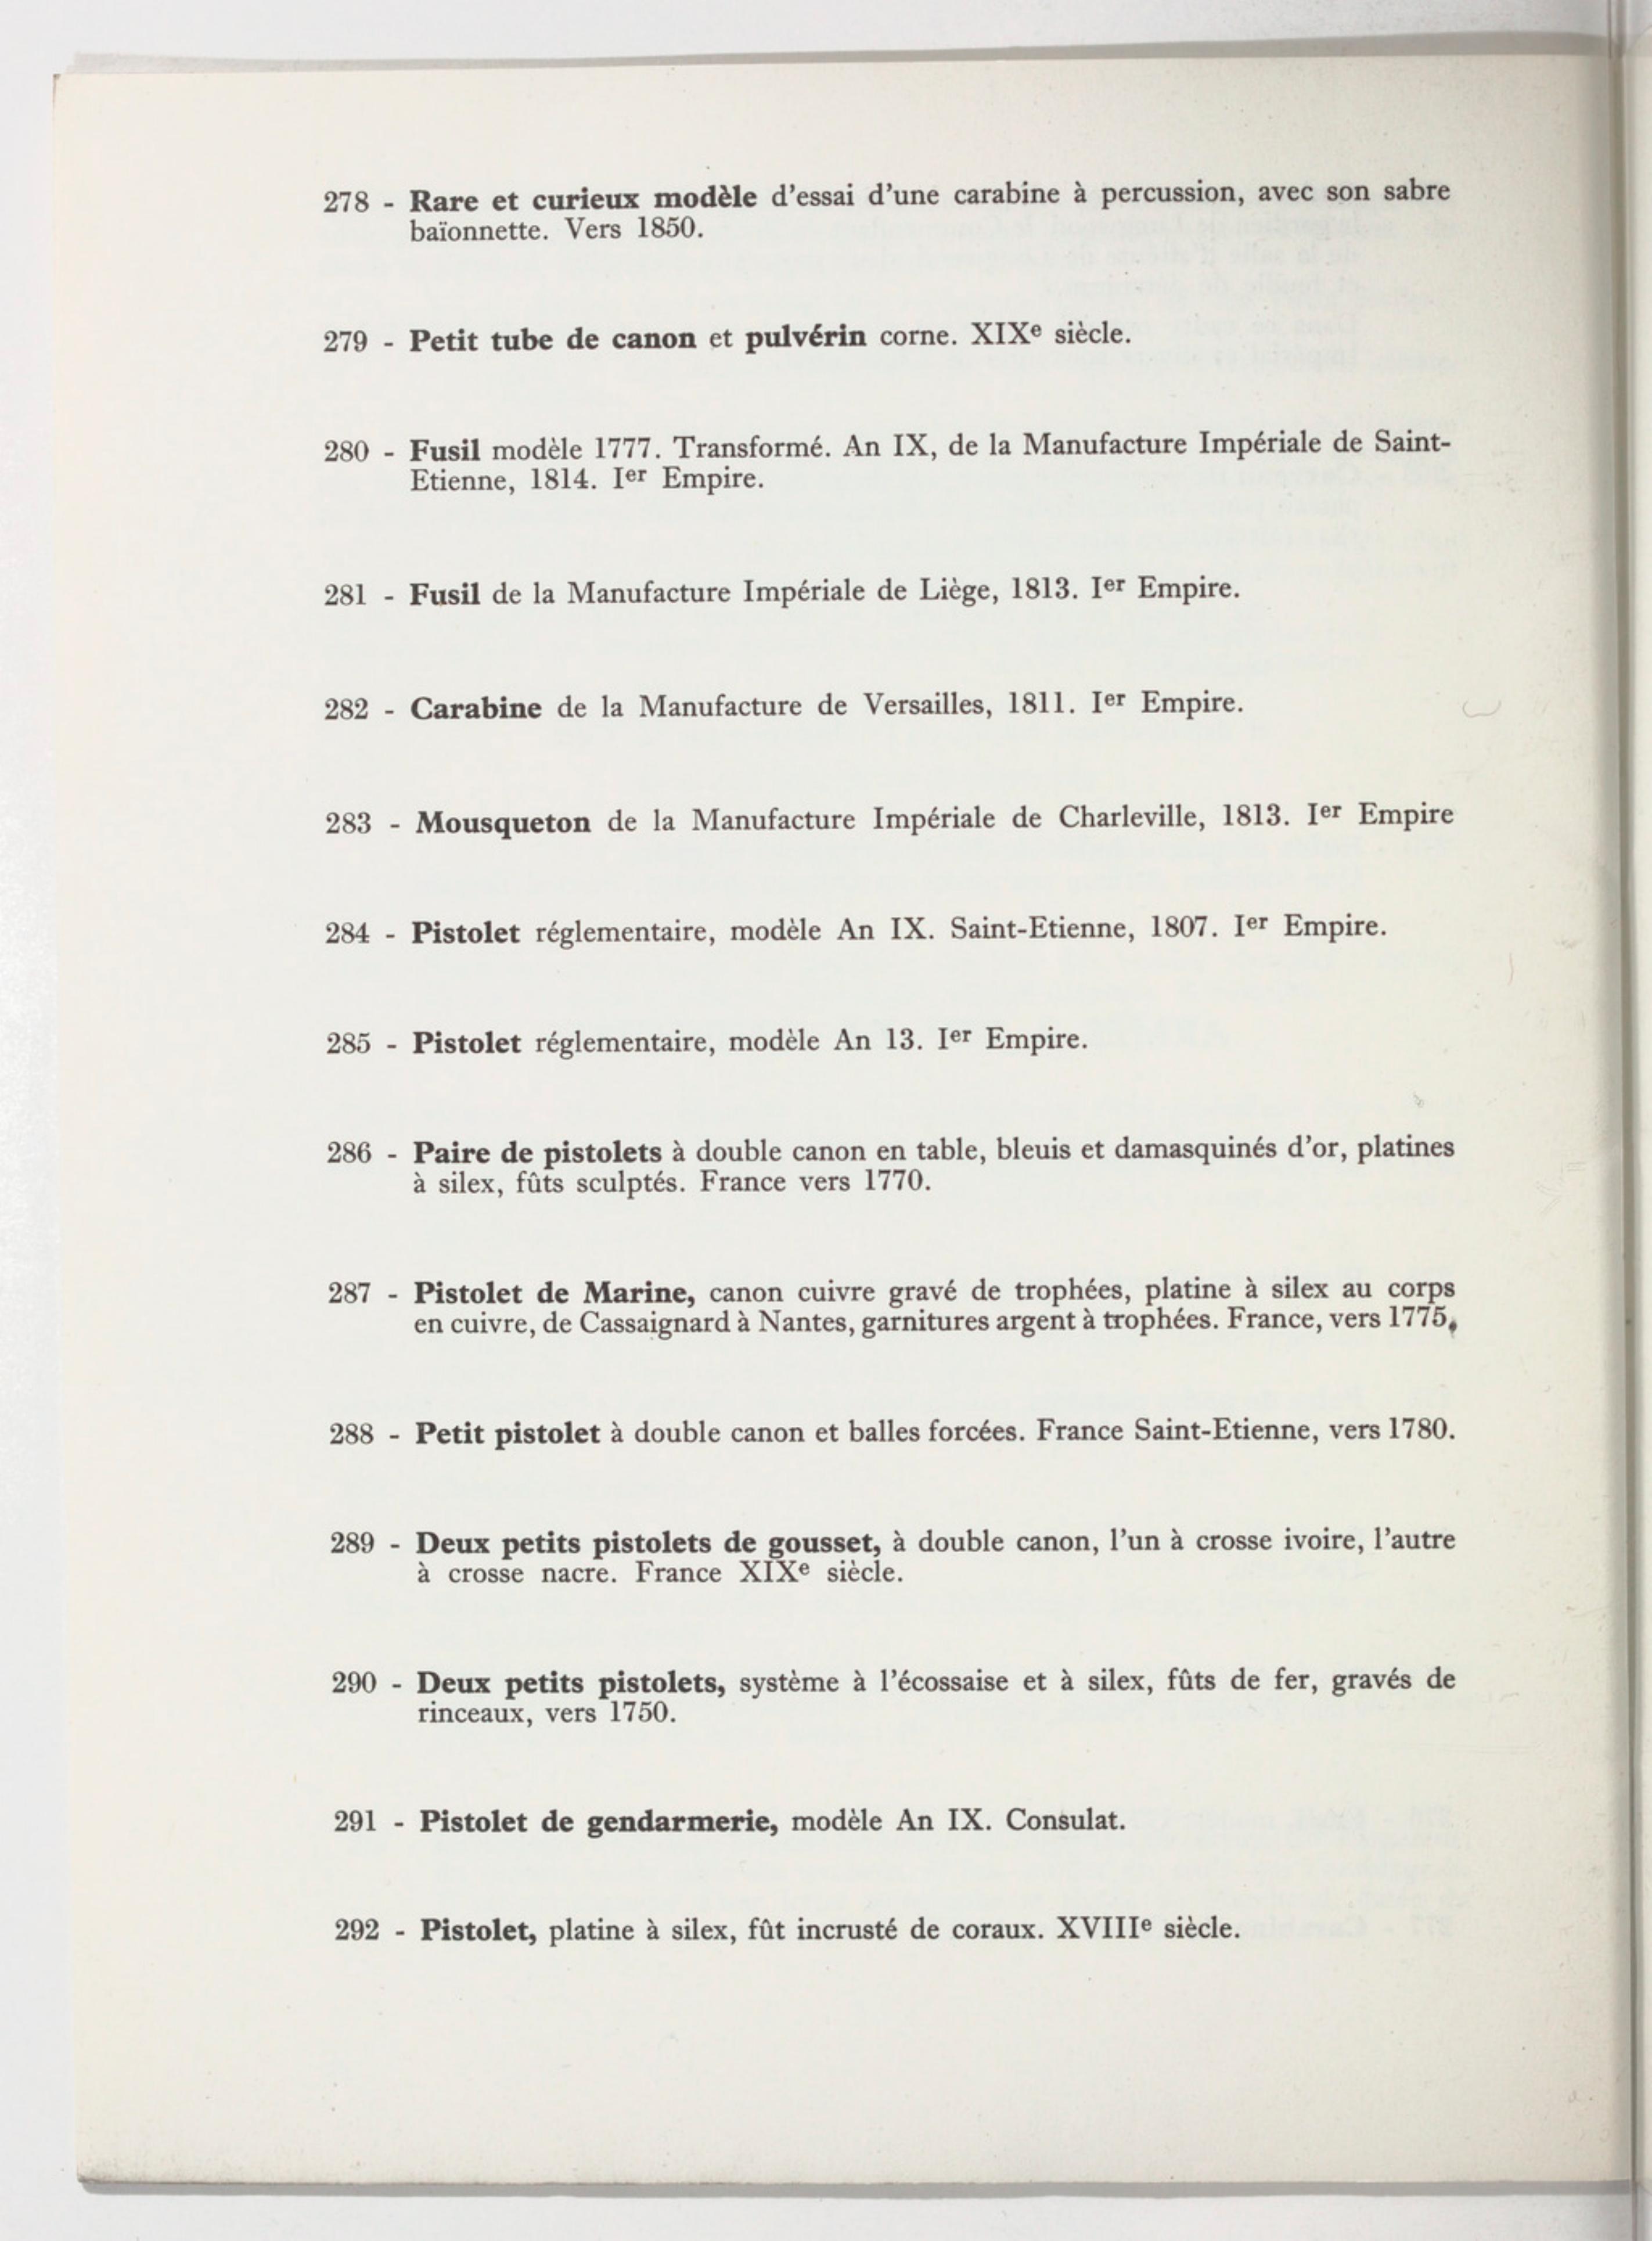 278 - Rare et curieux modèle d'essai d'une carabine à percussion, avec son sabre
baïonnette. Vers 1850.
279 - Petit tube de canon et pulvérin corne. XIXe siècle.
280 - Fusil modèle 1777. Transformé. An IX, de la Manufacture Impériale de Saint-
Etienne, 1814. Ier Empire.
281 - Fusil de la Manufacture Impériale de Liège, 1813. Ier Empire.
282 - Carabine de la Manufacture de Versailles, 1811. Ier Empire.
283 - Mousqueton de la Manufacture Impériale de Charleville, 1813. Ier Empire
284 - Pistolet réglementaire, modèle An IX. Saint-Etienne, 1807. Ier Empire.
285 - Pistolet réglementaire, modèle An 13. Ier Empire.
286 - Paire de pistolets à double canon en table, bleuis et damasquinés d'or, platines
à silex, fûts sculptés. France vers 1770.
287 - Pistolet de Marine, canon cuivre gravé de trophées, platine à silex au corps
en cuivre, de Cassaignard à Nantes, garnitures argent à trophées. France, vers 1775.
288 - Petit pistolet à double canon et balles forcées. France Saint-Etienne, vers 1780.
289 - Deux petits pistolets de gousset, à double canon, l'un à crosse ivoire, l'autre
à crosse nacre. France XIXe siècle.
290 - Deux petits pistolets, système à l'écossaise et à silex, fûts de fer, gravés de
rinceaux, vers 1750.
291 - Pistolet de gendarmerie, modèle An IX. Consulat.
292 - Pistolet, platine à silex, fût incrusté de coraux. XVIIIe siècle.